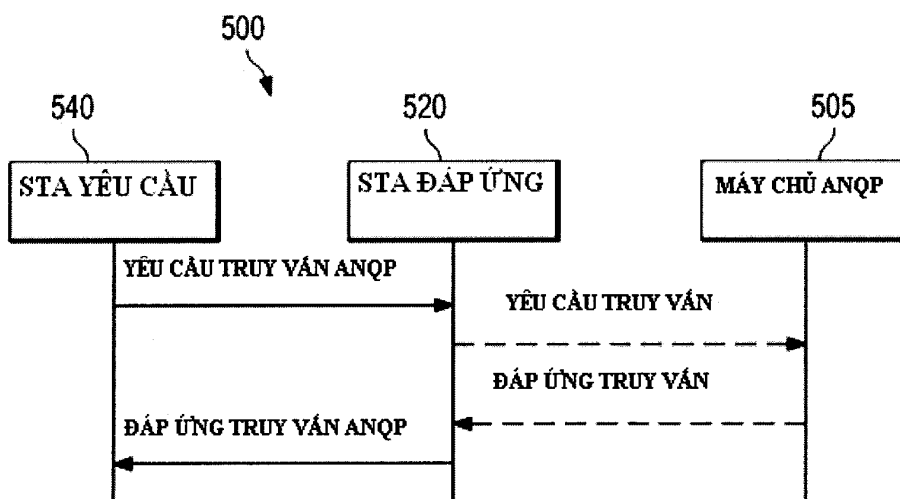 500
540
520
505
STA YÊU CẦU
STA ĐÁP ỨNG
MÁY CHỦ ANQP
YÊU CẦU TRUY VẤN ANQP
YÊU CẦU TRUY VẤN
ĐÁP ỨNG TRUY VẤN
ĐÁP ỨNG TRUY VẤN ANQP